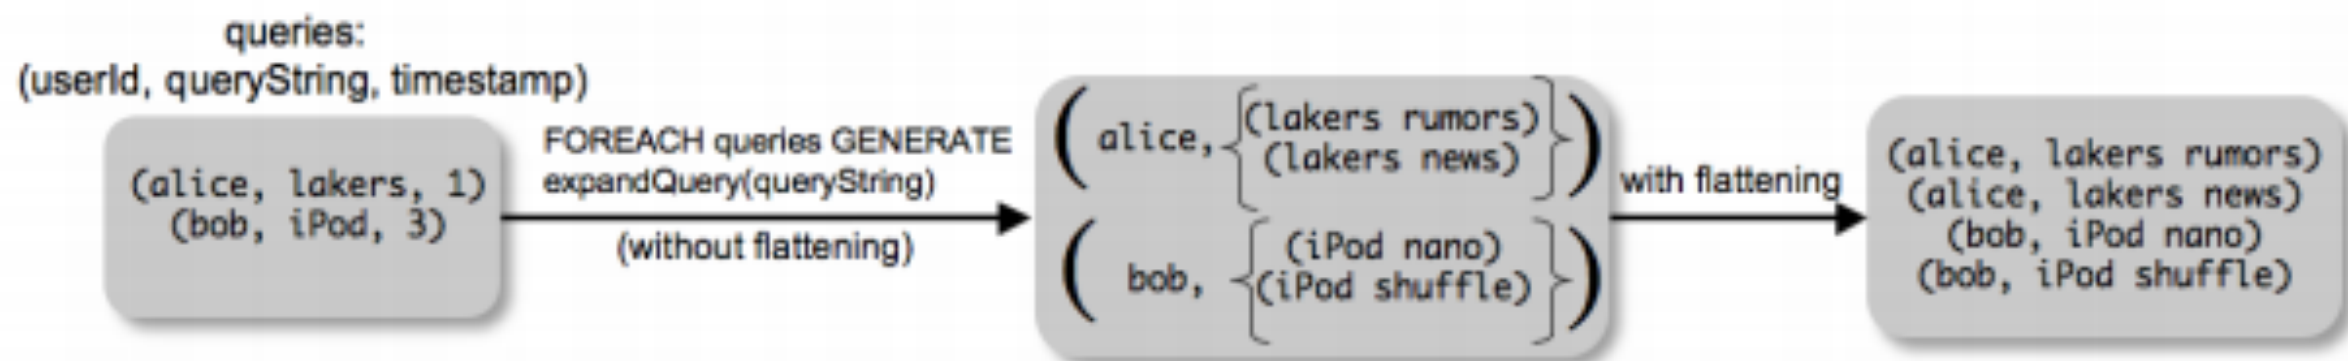 queries:
(userId, queryString, timestamp)
(alice, lakers, 1)
(bob, iPod, 3)
FOREACH queries GENERATE
expandQuery(queryString)
(without flattening)
( alice, { (lakers rumors)
(lakers news) } )
( bob, { (iPod nano)
(iPod shuffle) } )
with flattening
(alice, lakers rumors)
(alice, lakers news)
(bob, iPod nano)
(bob, iPod shuffle)